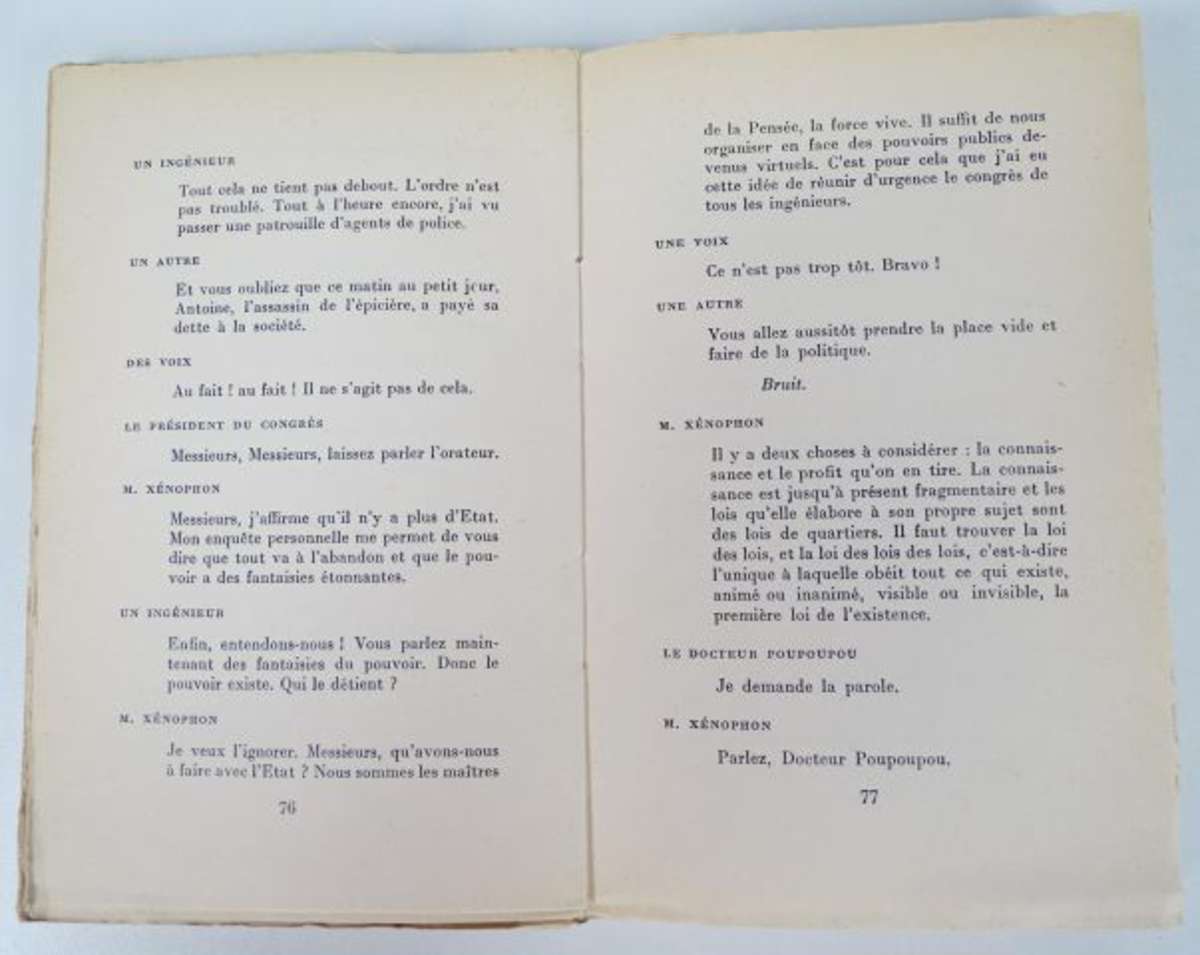 UN INGÉNIEUR
Tout cela ne tient pas debout. L'ordre n'est
pas troublé. Tout à l'heure encore, j'ai vu
passer une patrouille d'agents de police.
UN AUTRE
Et vous oubliez que ce matin au petit jour,
Antoine, l'assassin de l'épicière, a payé sa
dette à la société.
DES VOIX
Au fait ! au fait ! Il ne s'agit pas de cela.
LE PRÉSIDENT DU CONGRÈS
Messieurs, Messieurs, laissez parler l'orateur.
M. XÉNOPHON
Messieurs, j'affirme qu'il n'y a plus d'Etat.
Mon enquête personnelle me permet de vous
dire que tout va à l'abandon et que le pou-
voir a des fantaisies étonnantes.
UN INGÉNIEUR
Enfin, entendons-nous ! Vous parlez main-
tenant des fantaisies du pouvoir. Donc le
pouvoir existe. Qui le détient ?
M. XÉNOPHON
Je veux l'ignorer. Messieurs, qu'avons-nous
à faire avec l'Etat ? Nous sommes les maîtres
76
de la Pensée, la force vive. Il suffit de nous
organiser en face des pouvoirs publics de-
venus virtuels. C'est pour cela que j'ai eu
cette idée de réunir d'urgence le congrès de
tous les ingénieurs.
UNE VOIX
Ce n'est pas trop tôt. Bravo !
UNE AUTRE
Vous allez aussitôt prendre la place vide et
faire de la politique.
Bruit.
M. XÉNOPHON
Il y a deux choses à considérer : la connais-
sance et le profit qu'on en tire. La connais-
sance est jusqu'à présent fragmentaire et les
lois qu'elle élabore à son propre sujet sont
des lois de quartiers. Il faut trouver la loi
des lois, et la loi des lois des lois, c'est-à-dire
l'unique à laquelle obéit tout ce qui existe,
animé ou inanimé, visible ou invisible, la
première loi de l'existence.
LE DOCTEUR POUPOUPOU
Je demande la parole.
M. XÉNOPHON
Parlez, Docteur Poupoupou.
77